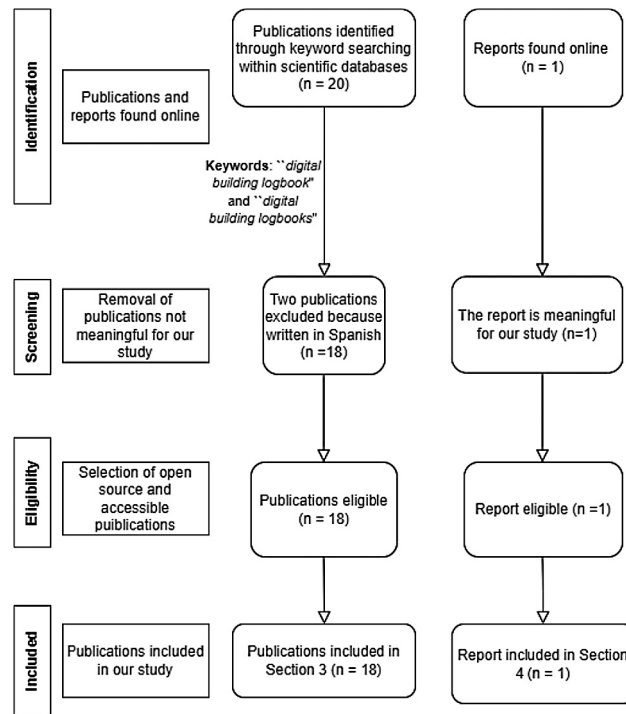 Identification
Publications and
reports found online
Publications identified
through keyword searching
within scientific databases
(n = 20)
Reports found online
(n = 1)
Keywords: ``digital
building logbook"
and ``digital
building logbooks"
Screening
Removal of
publications not
meaningful for our
study
Two publications
excluded because
written in Spanish
(n =18)
The report is meaningful
for our study (n=1)
Eligibility
Selection of open
source and
accessible
publications
Publications eligible
(n = 18)
Report eligible (n =1)
Included
Publications included
in our study
Publications included in
Section 3 (n = 18)
Report included in Section
4 (n = 1)